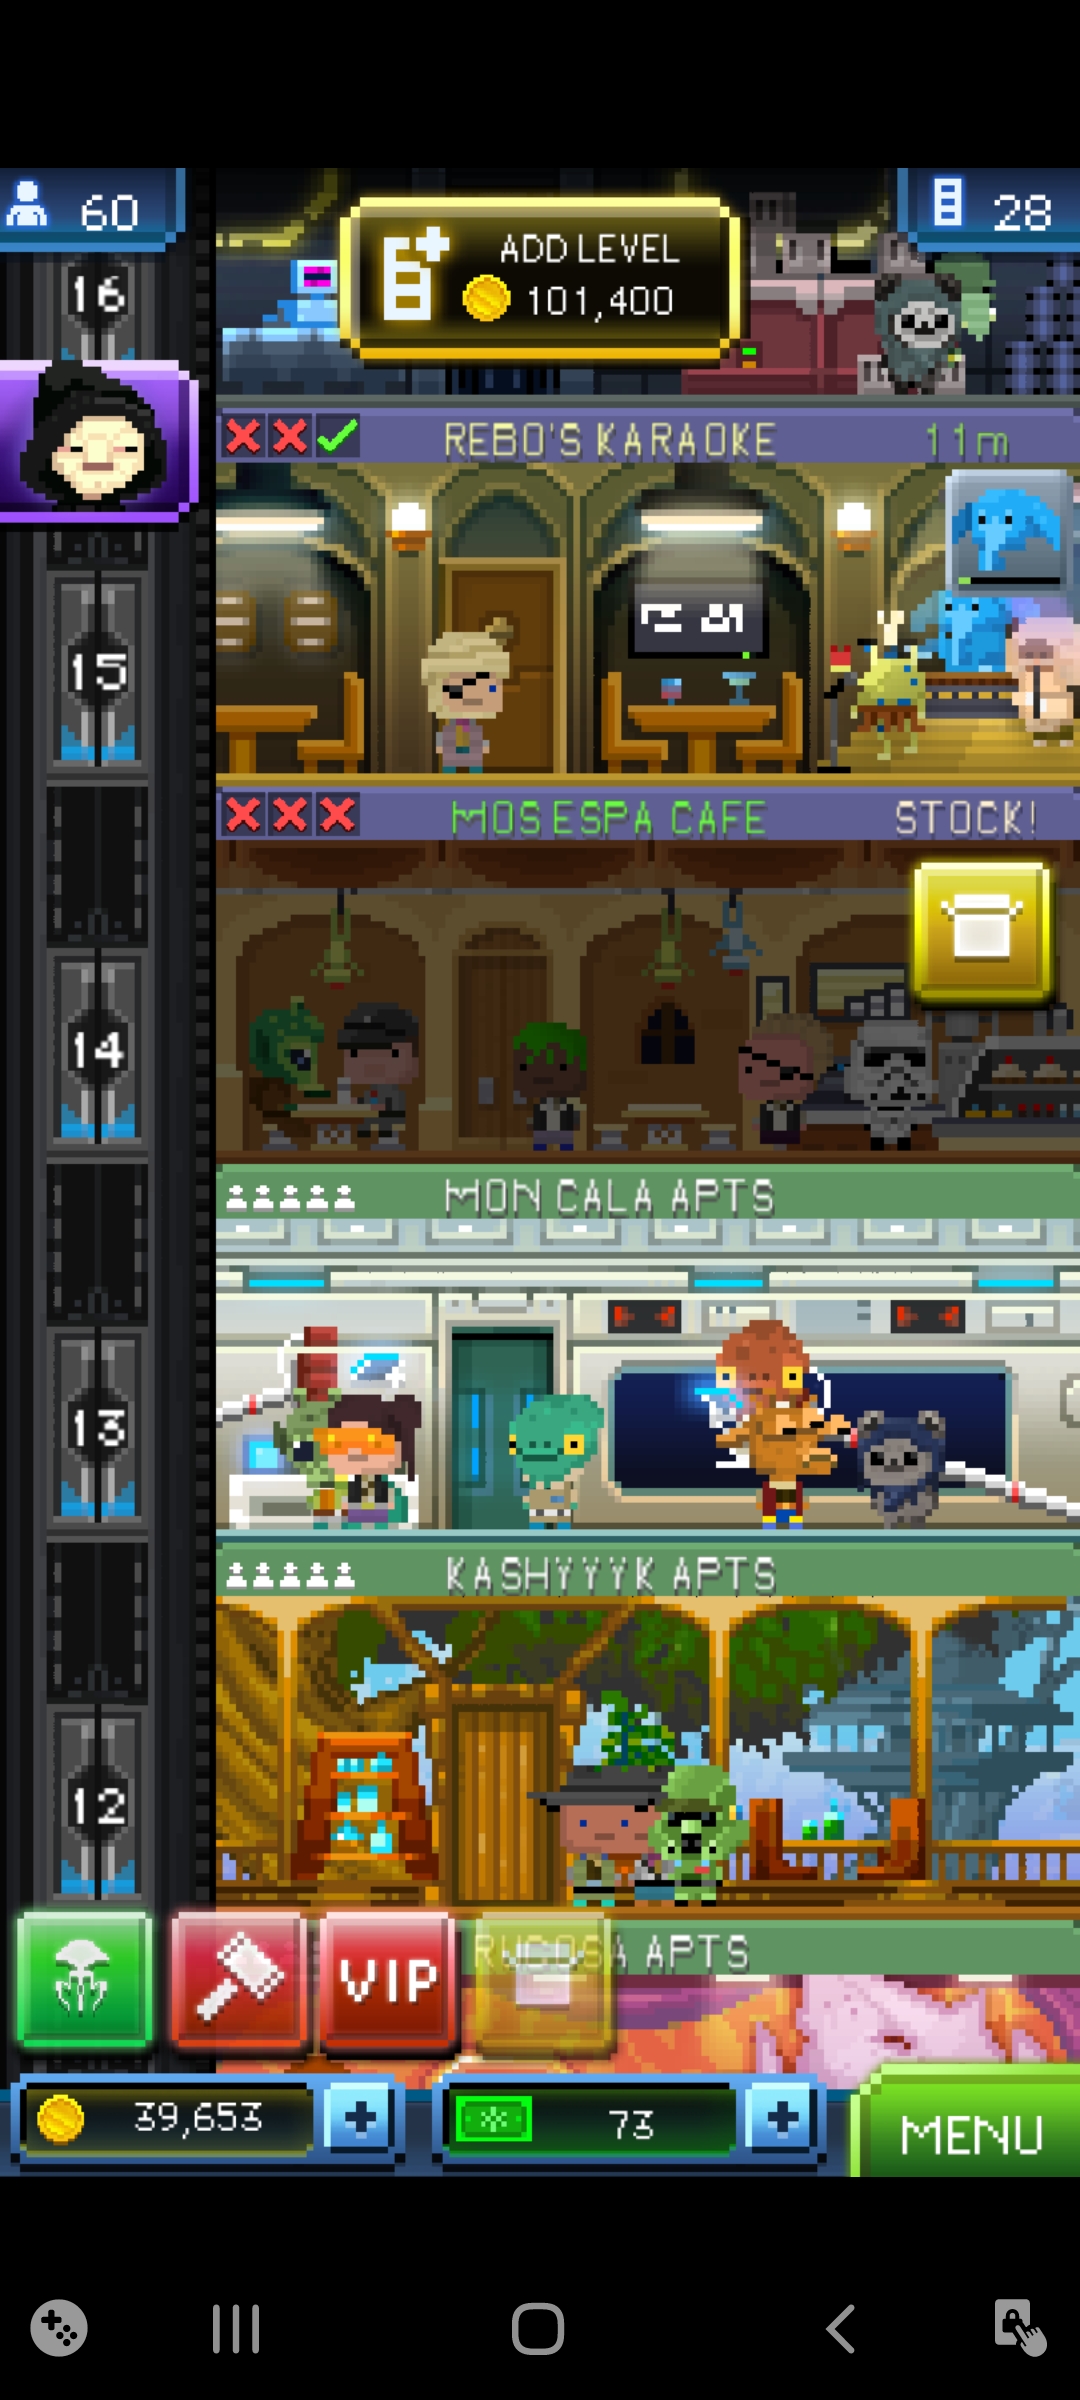 60
ADD LEVEL
101,400
28
16
REBO'S KARAOKE
11m
15
MOS ESPA CAFE
STOCK!
14
MON CALA APTS
13
KASHYYYK APTS
12
RUGOSA APTS
VIP
39,653
73
MENU